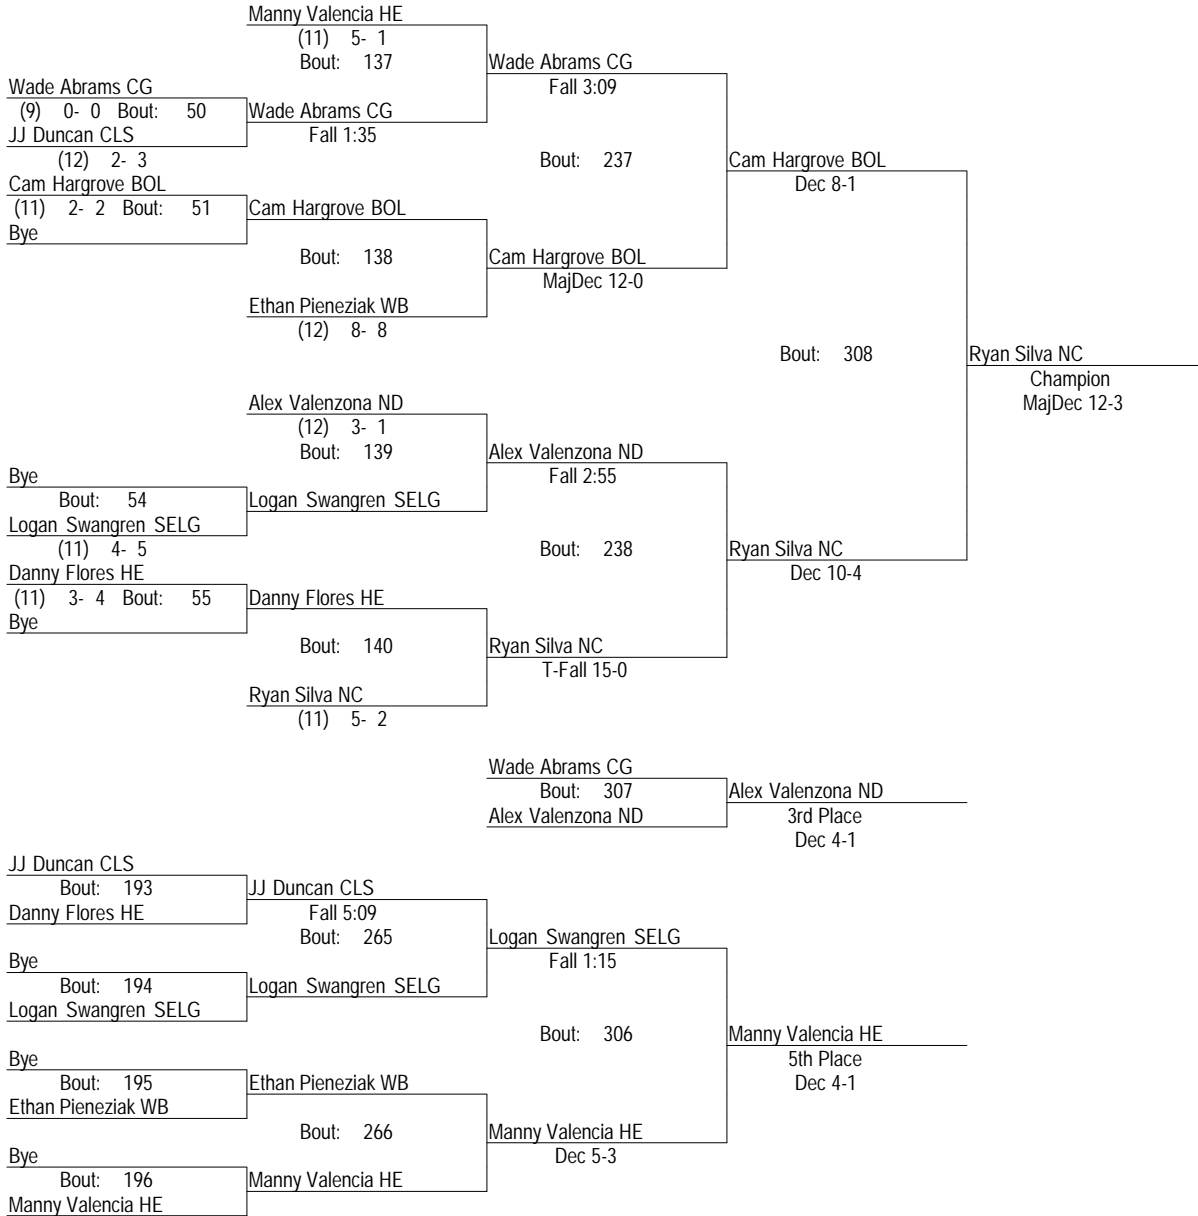 Manny Valencia HE
(11) 5- 1
Bout: 137
Wade Abrams CG
Fall 3:09
Wade Abrams CG
(9) 0- 0 Bout: 50
Wade Abrams CG
JJ Duncan CLS
Fall 1:35
(12) 2- 3
Bout: 237
Cam Hargrove BOL
Cam Hargrove BOL
Dec 8-1
(11) 2- 2 Bout: 51
Cam Hargrove BOL
Bye
Bout: 138
Cam Hargrove BOL
MajDec 12-0
Ethan Pieneziak WB
(12) 8- 8
Bout: 308
Ryan Silva NC
Champion
MajDec 12-3
Alex Valenzona ND
(12) 3- 1
Bout: 139
Alex Valenzona ND
Fall 2:55
Bye
Bout: 54
Logan Swangren SELG
Logan Swangren SELG
(11) 4- 5
Bout: 238
Ryan Silva NC
Dec 10-4
Danny Flores HE
(11) 3- 4 Bout: 55
Danny Flores HE
Bye
Bout: 140
Ryan Silva NC
T-Fall 15-0
Ryan Silva NC
(11) 5- 2
Wade Abrams CG
Bout: 307
Alex Valenzona ND
Alex Valenzona ND
3rd Place
Dec 4-1
JJ Duncan CLS
Bout: 193
JJ Duncan CLS
Danny Flores HE
Fall 5:09
Bout: 265
Logan Swangren SELG
Fall 1:15
Bye
Bout: 194
Logan Swangren SELG
Logan Swangren SELG
Bout: 306
Manny Valencia HE
5th Place
Dec 4-1
Bye
Bout: 195
Ethan Pieneziak WB
Ethan Pieneziak WB
Bout: 266
Manny Valencia HE
Dec 5-3
Bye
Bout: 196
Manny Valencia HE
Manny Valencia HE